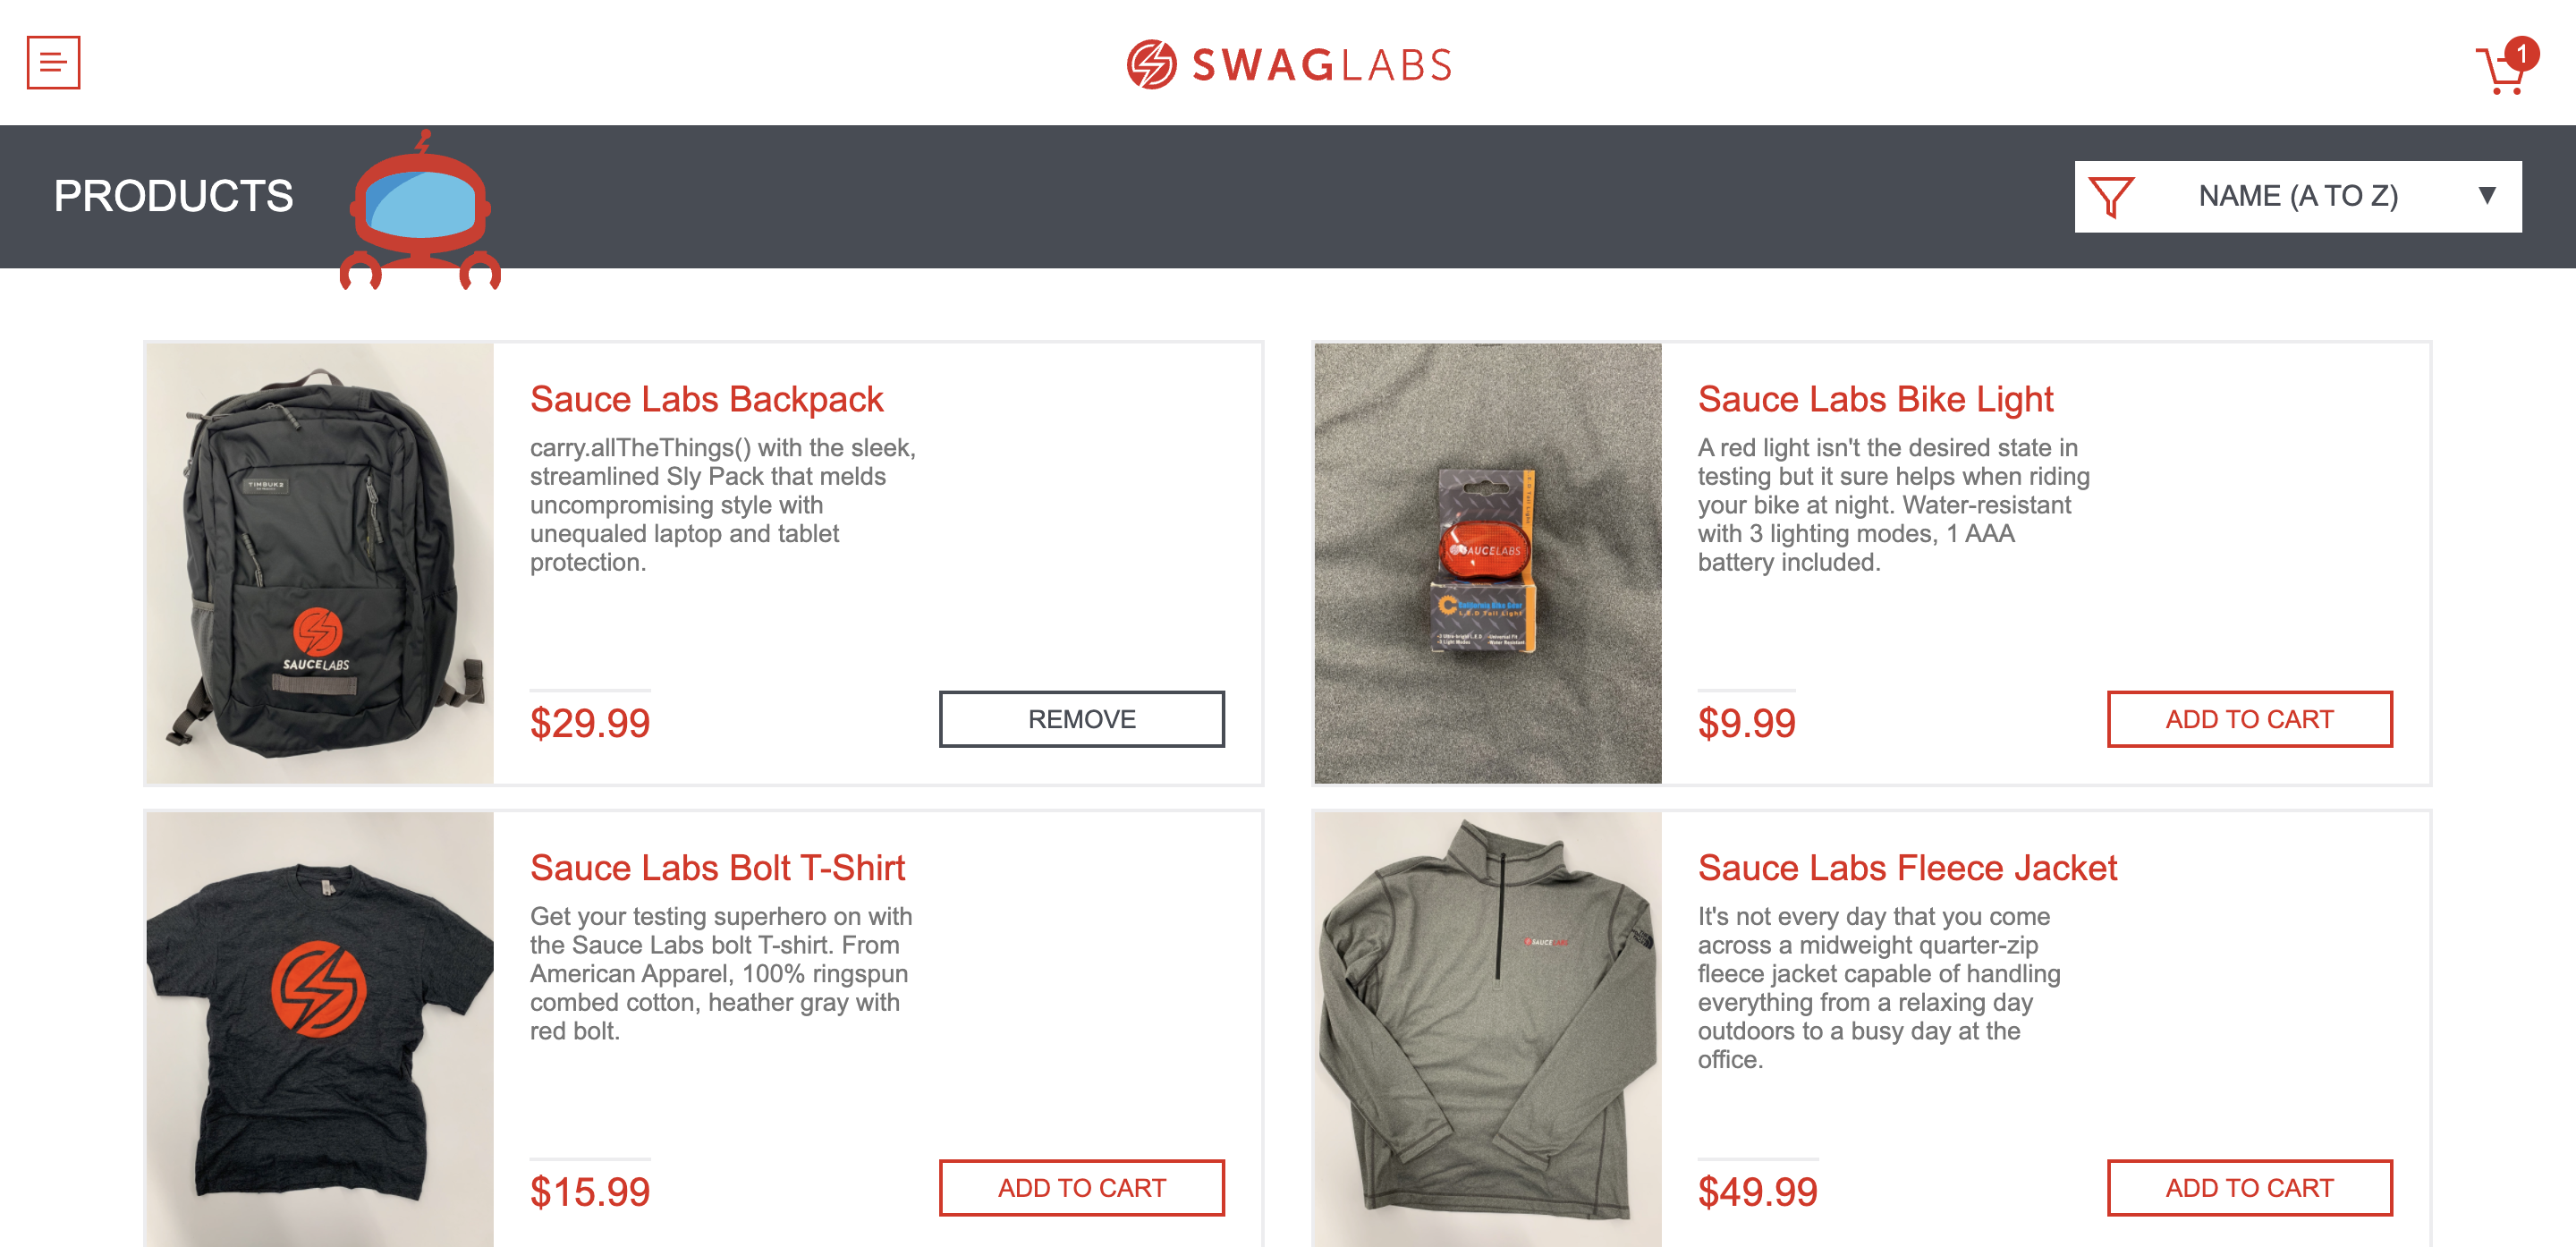 SWAGLABS
1
PRODUCTS
NAME (A TO Z)
TIMBUK2
SAUCELABS
Sauce Labs Backpack
carry.allTheThings() with the sleek,
streamlined Sly Pack that melds
uncompromising style with
unequaled laptop and tablet
protection.
$29.99
REMOVE
SAUCELABS
California Bike Gear
L.E.D Tail Light
Sauce Labs Bike Light
A red light isn't the desired state in
testing but it sure helps when riding
your bike at night. Water-resistant
with 3 lighting modes, 1 AAA
battery included.
$9.99
ADD TO CART
Sauce Labs Bolt T-Shirt
Get your testing superhero on with
the Sauce Labs bolt T-shirt. From
American Apparel, 100% ringspun
combed cotton, heather gray with
red bolt.
$15.99
ADD TO CART
SAUCELABS
Sauce Labs Fleece Jacket
It's not every day that you come
across a midweight quarter-zip
fleece jacket capable of handling
everything from a relaxing day
outdoors to a busy day at the
office.
$49.99
ADD TO CART